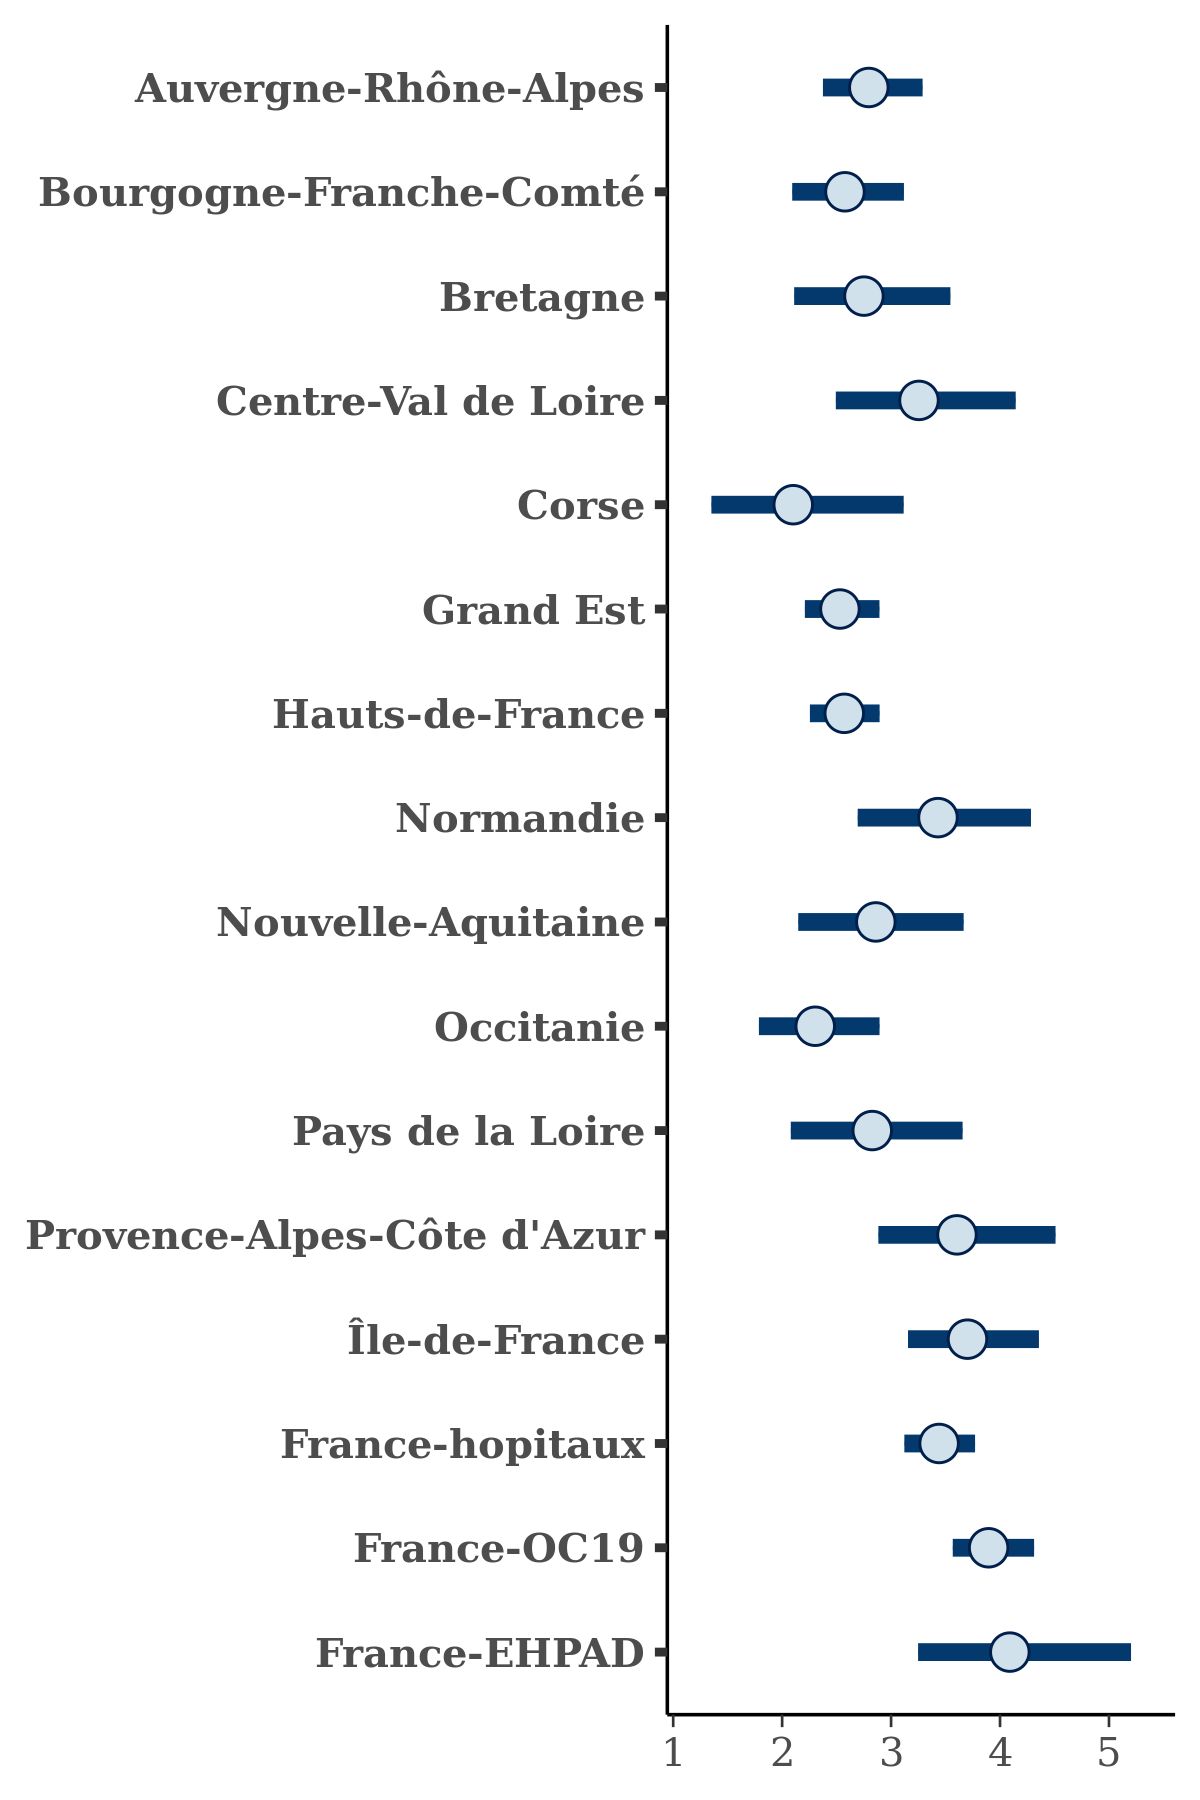 Auvergne-Rhône-Alpes
Bourgogne-Franche-Comté
Bretagne
Centre-Val de Loire
Corse
Grand Est
Hauts-de-France
Normandie
Nouvelle-Aquitaine
Occitanie
Pays de la Loire
Provence-Alpes-Côte d'Azur
Île-de-France
France-hopitaux
France-OC19
France-EHPAD
1 2 3 4 5